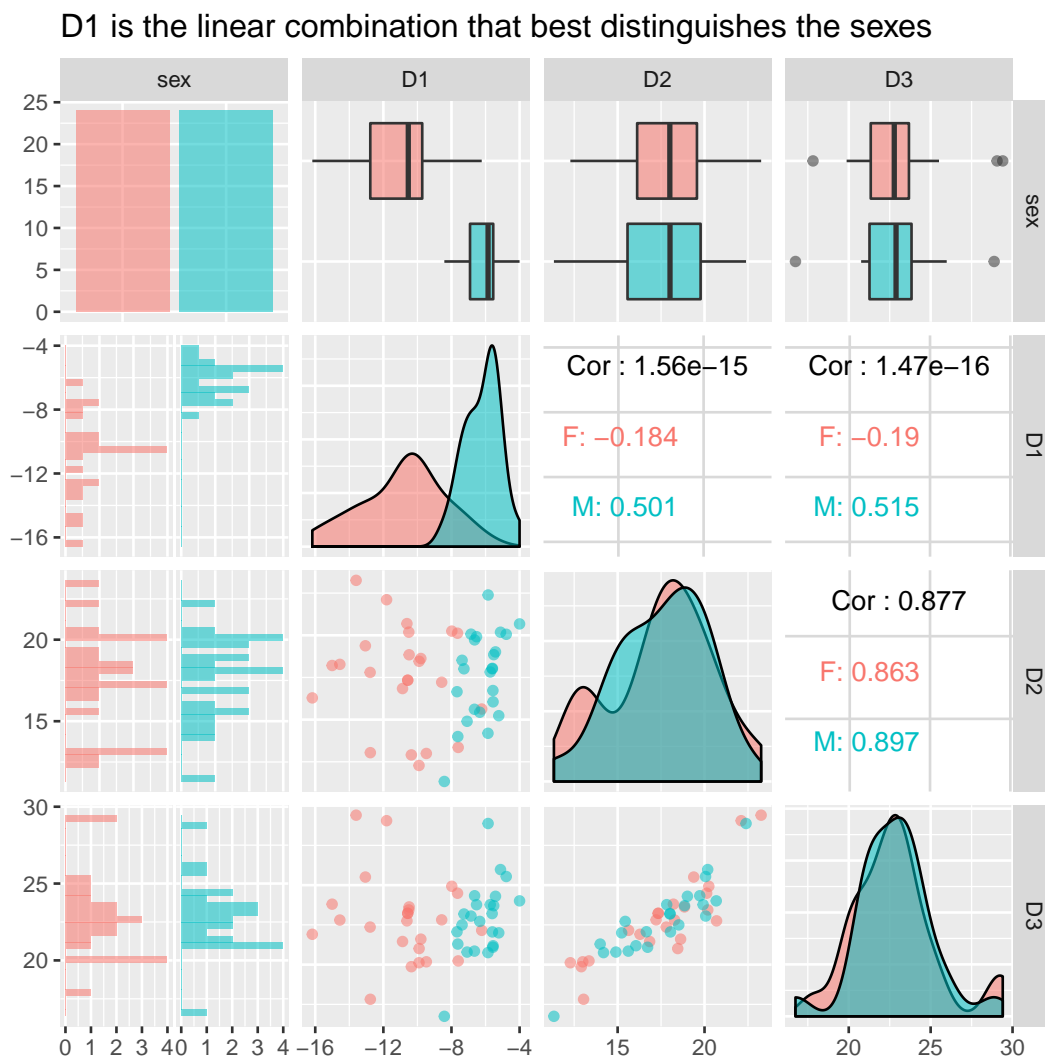 D1 is the linear combination that best distinguishes the sexes
sex D1 D2 D3
25
20
15
10
5
0
sex
−4
−8
−12
−16
Cor : 1.56e−15
F: −0.184
M: 0.501
Cor : 1.47e−16
F: −0.19
M: 0.515
D1
20
15
Cor : 0.877
F: 0.863
M: 0.897
D2
30
25
20
D3
0 1 2 3 4 0 1 2 3 4 −16 −12 −8 −4 15 20 20 25 30